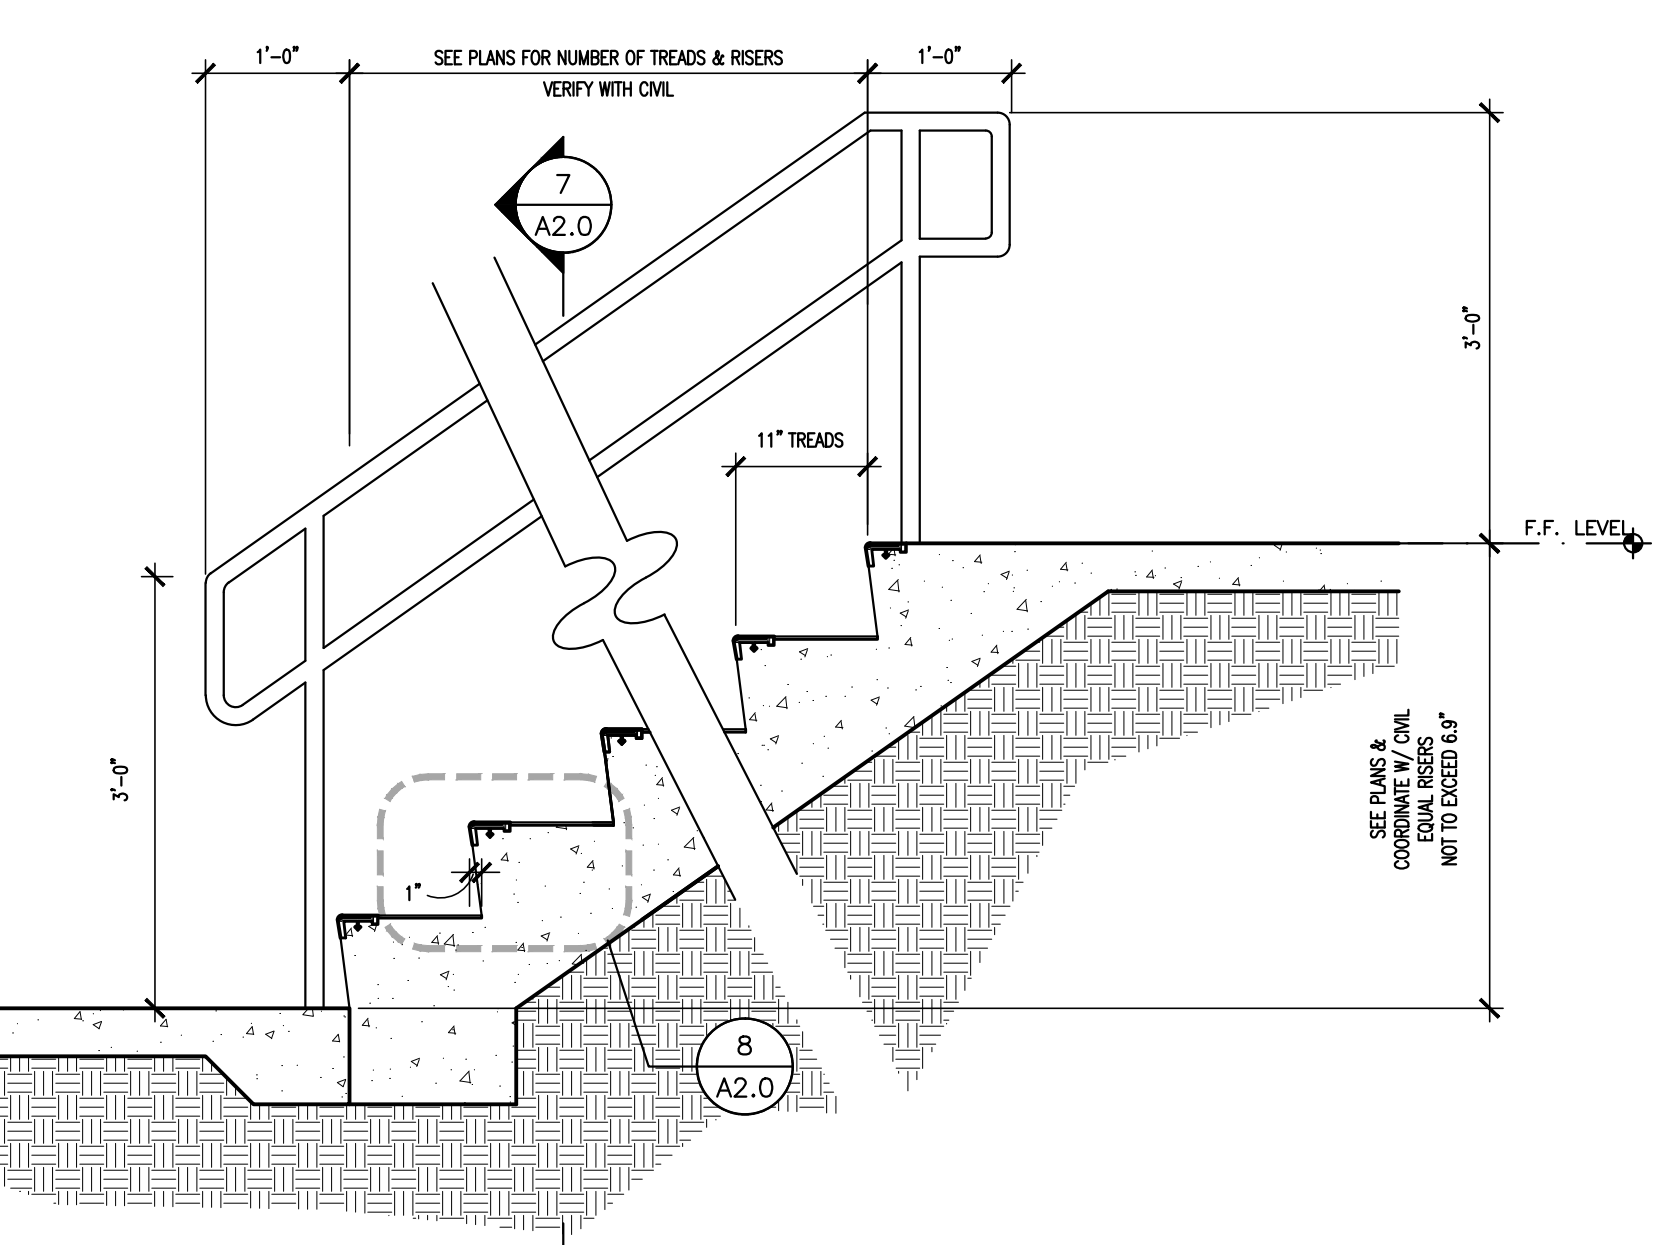 1'-0"
SEE PLANS FOR NUMBER OF TREADS & RISERS
VERIFY WITH CIVIL
1'-0"
7
A2.0
3'-0"
11" TREADS
F.F. LEVEL
3'-0"
SEE PLANS &
COORDINATE W/ CIVIL
EQUAL RISERS
NOT TO EXCEED 6.9"
1"
8
A2.0